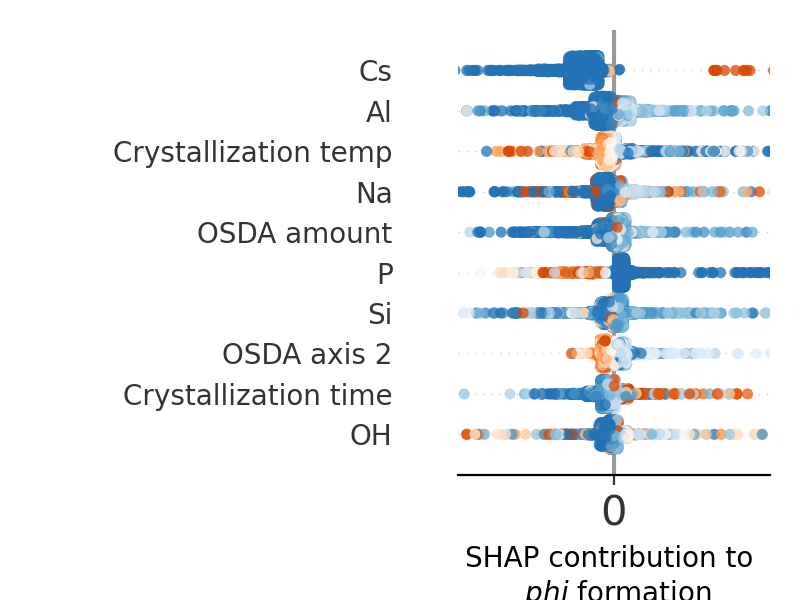 Cs
Al
Crystallization temp
Na
OSDA amount
P
Si
OSDA axis 2
Crystallization time
OH
0
SHAP contribution to
phi formation